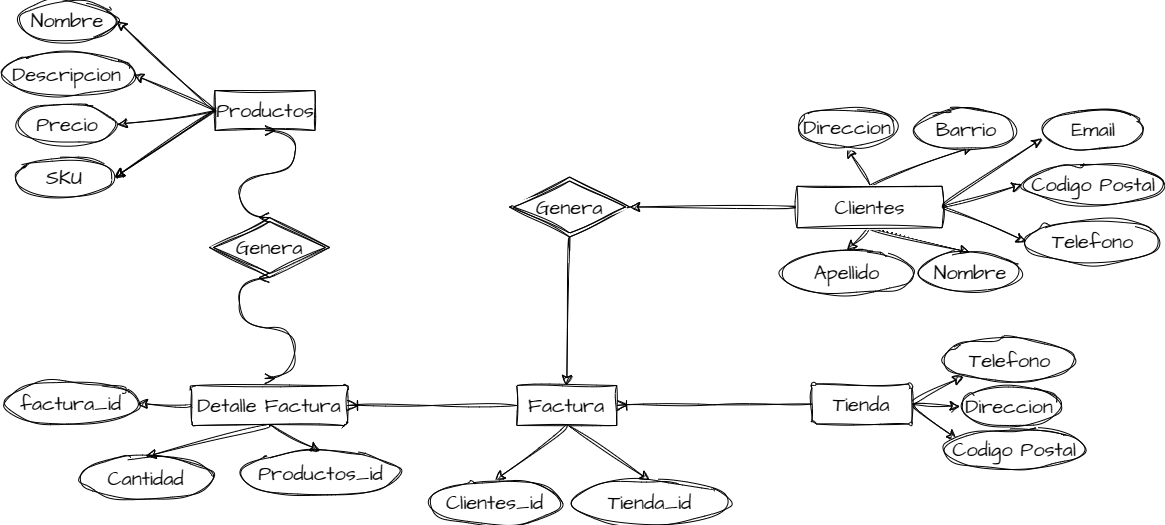 Nombre
Descripcion
Precio
SKU
Productos
Genera
Detalle Factura
factura_id
Cantidad
Productos_id
Genera
Factura
Clientes_id
Tienda_id
Direccion
Barrio
Email
Codigo Postal
Telefono
Clientes
Apellido
Nombre
Tienda
Telefono
Direccion
Codigo Postal